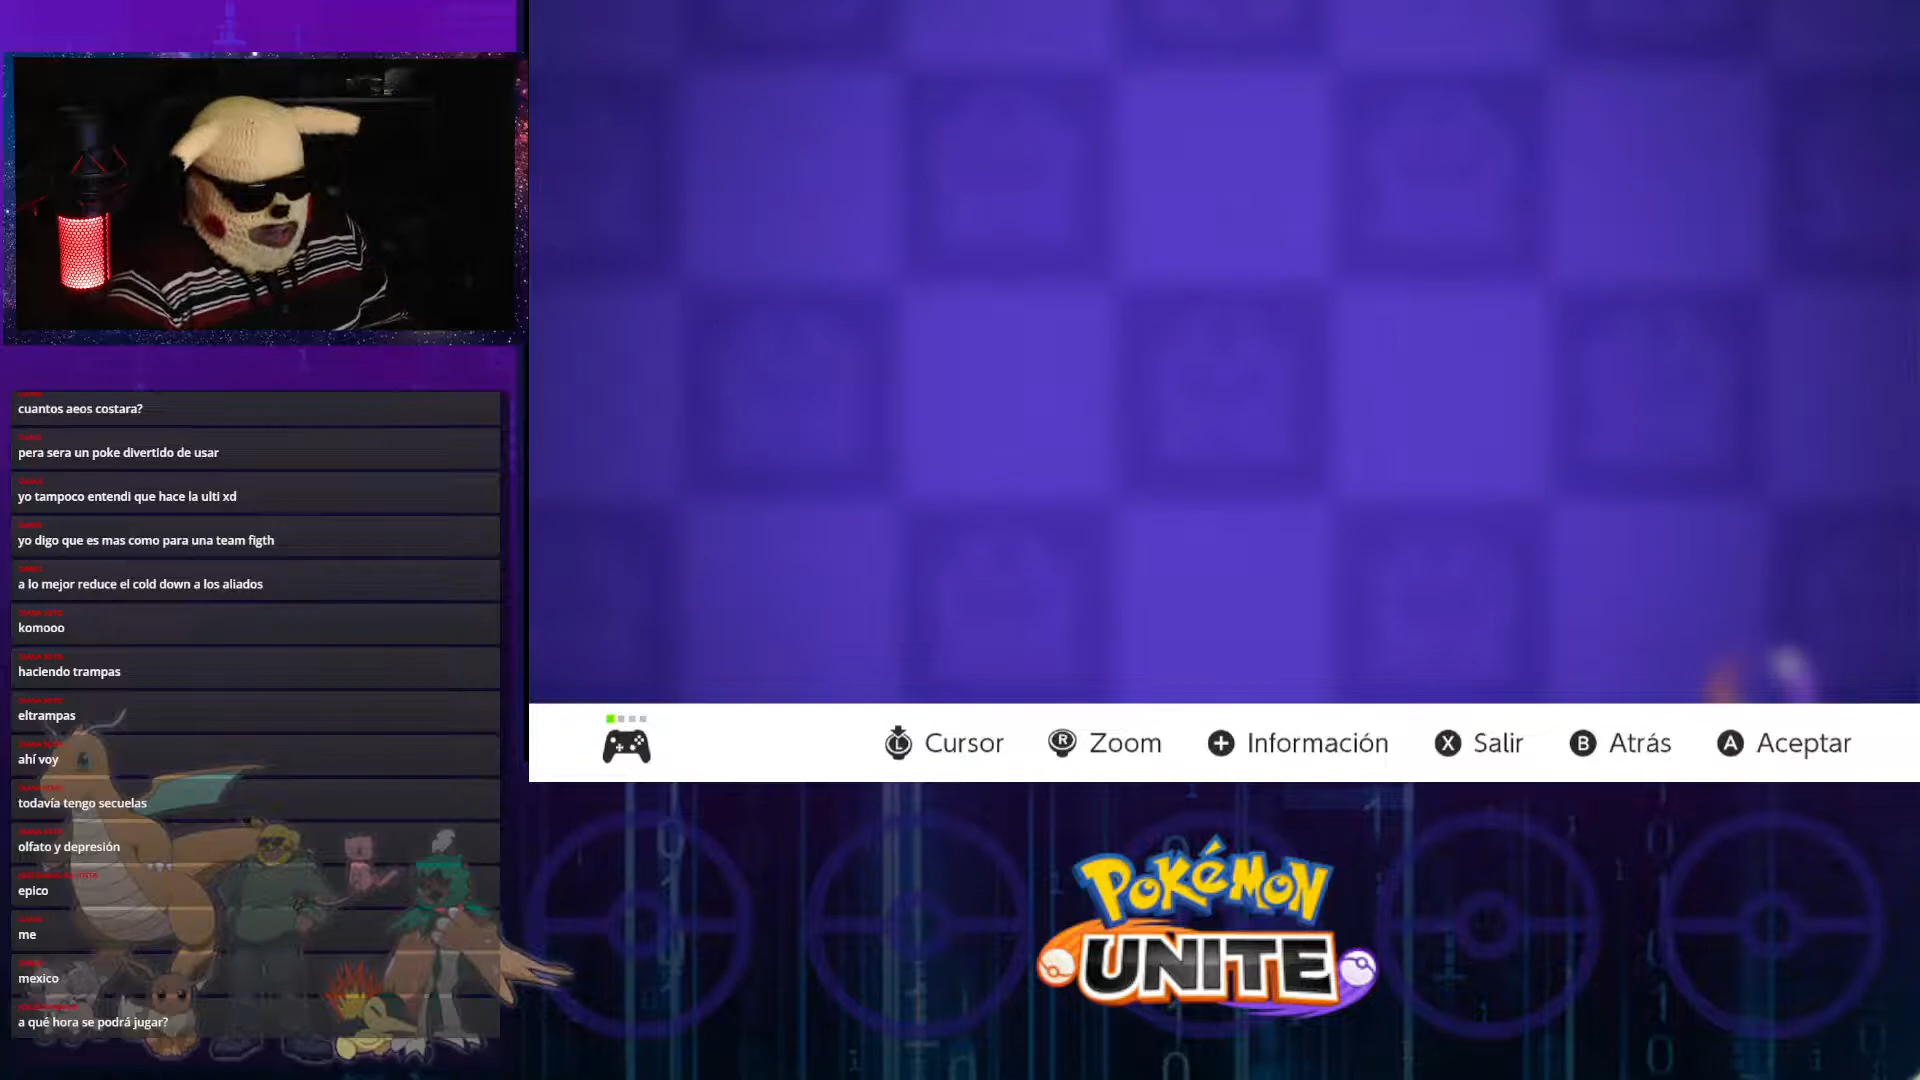 cuantos aeos costara?
pera sera un poke divertido de usar
yo tampoco entendi que hace la ulti xd
yo digo que es mas como para una team figth
a lo mejor reduce el cold down a los aliados
komooo
haciendo trampas
eltrampas
ahí voy
todavía tengo secuelas
olfato y depresión
epico
me
mexico
a qué hora se podrá jugar?
L Cursor R Zoom + Información X Salir B Atrás A Aceptar
POKÉMON
UNITE